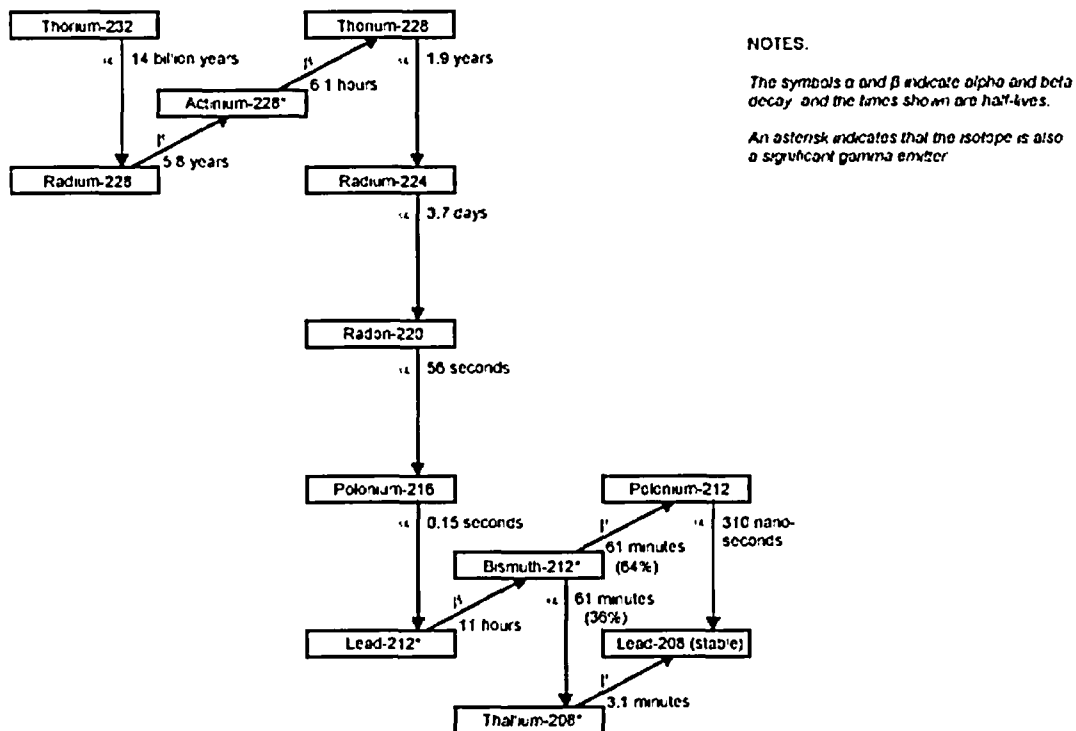 Thorium-232
Thorium-228
NOTES.
α
14 billion years
β
6.1 hours
α
1.9 years
The symbols α and β indicate alpha and beta
decay and the times shown are half-lives.
Actinium-228*
An asterisk indicates that the isotope is also
a significant gamma emitter
β
5.8 years
Radium-228
Radium-224
α
3.7 days
Radon-220
α
56 seconds
Polonium-216
Polonium-212
α
0.15 seconds
β
61 minutes
(64%)
α
310 nano-
seconds
Bismuth-212*
β
11 hours
α
61 minutes
(36%)
Lead-212*
Lead-208 (stable)
β
3.1 minutes
Thallium-208*